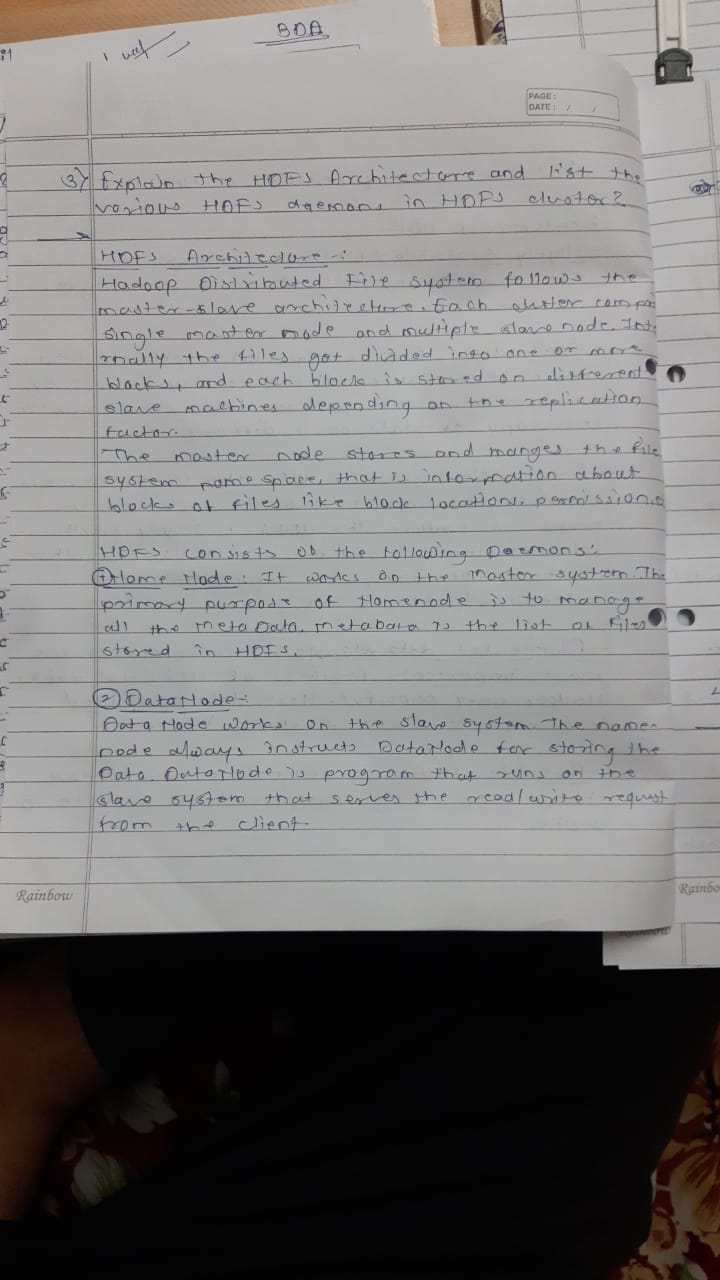 BDA
1 unit
PAGE:
DATE: / /
3) Explain the HDFS Architecture and list the
various HDFS daemons in HDFS cluster?
HDFS Architecture :-
Hadoop Distributed File system follows the
master-slave architecture. Each cluster
single master node and multiple slave node. Inte
rnally the files got divided into one or more
blocks, and each block is stored on different
slave machines depending on the replication
factor.
The master node stores and manges the file
system name space, that is information about
blocks of files like block locations, permissions
HDFS consists of the following Daemons:
① Name Node: It works on the master system. The
primary purpose of Namenode is to manage
all the MetaData. Metadata is the list of files
stored in HDFS.
② DataNode :-
Data Node works on the slave system. The name-
node always instructs DataNode for storing the
Data. DataNode is program that runs on the
slave system that serves the read/write request
from the client.
Rainbow
Rainbo